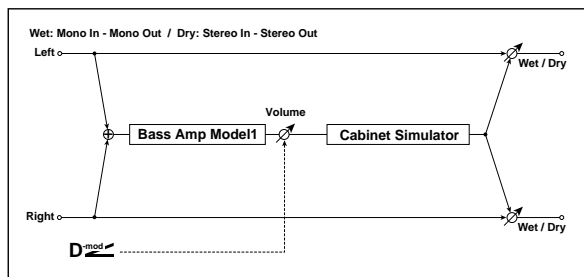 Wet: Mono In - Mono Out / Dry: Stereo In - Stereo Out
Left
Wet / Dry
Volume
Bass Amp Model1
Cabinet Simulator
Right
Wet / Dry
D-mod